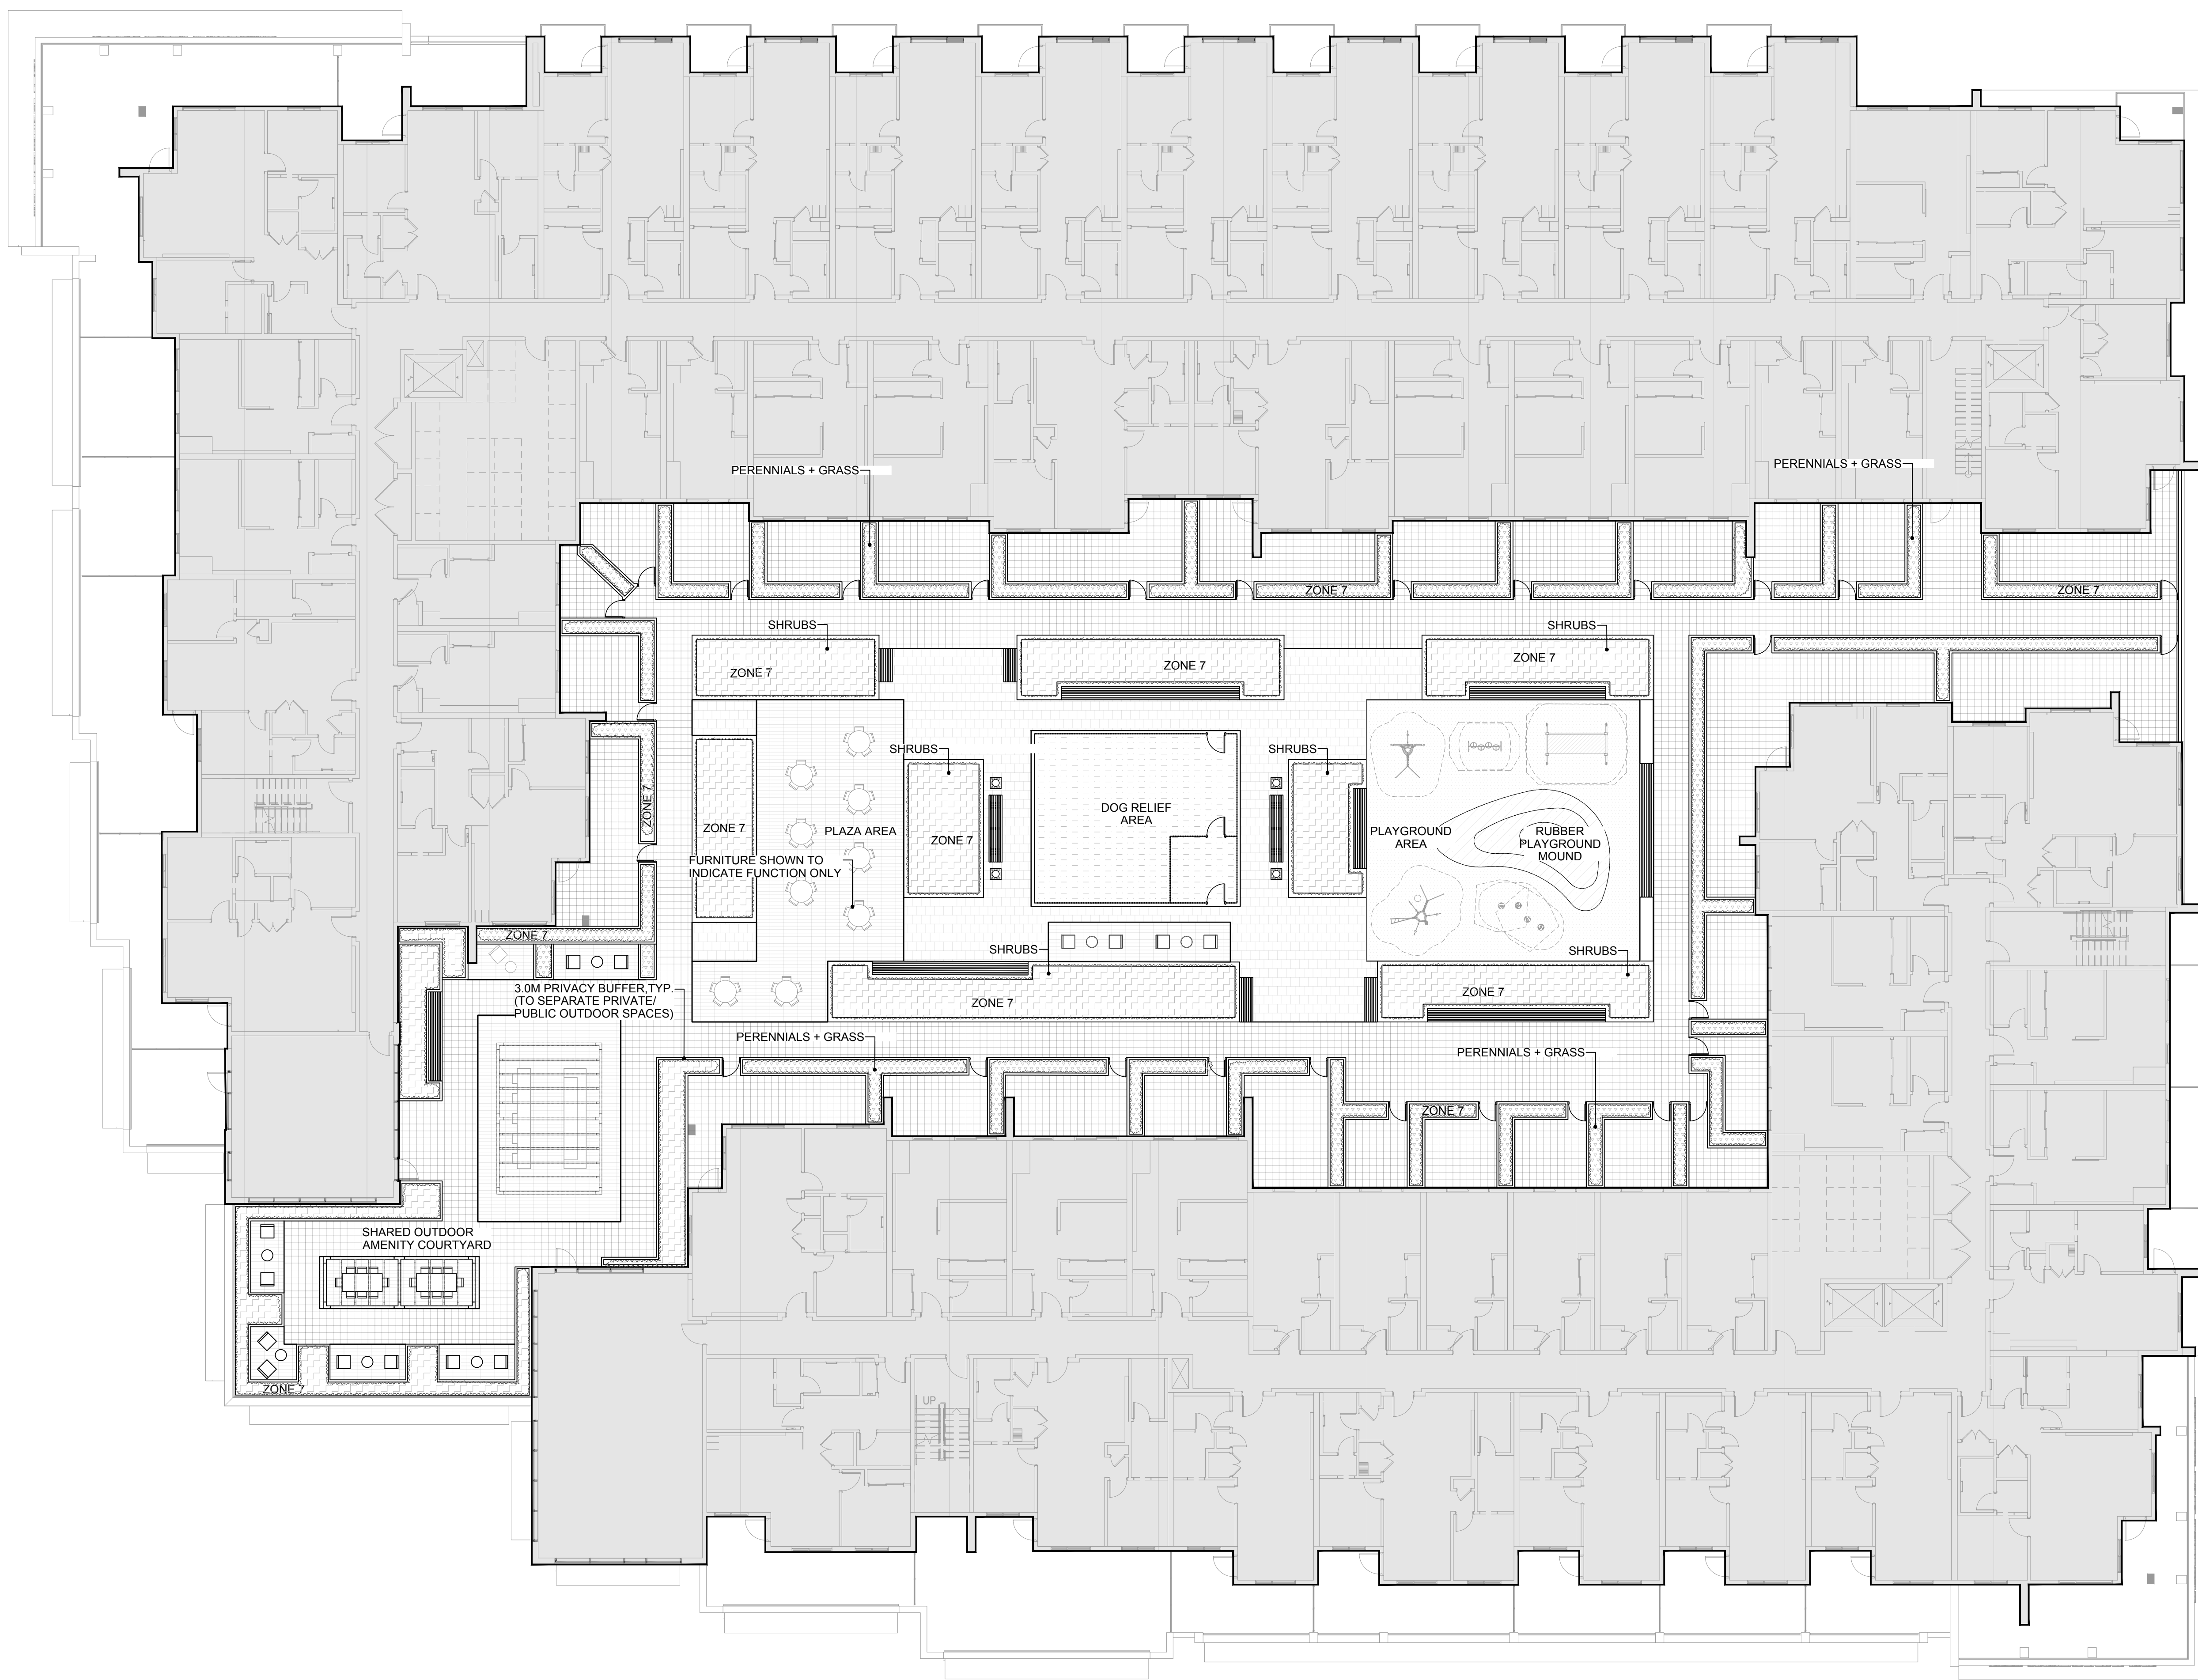 PERENNIALS + GRASS
PERENNIALS + GRASS
ZONE 7
ZONE 7
SHRUBS
SHRUBS
ZONE 7
ZONE 7
ZONE 7
SHRUBS
SHRUBS
ZONE 7
ZONE 7
PLAZA AREA
ZONE 7
DOG RELIEF
AREA
PLAYGROUND
AREA
RUBBER
PLAYGROUND
MOUND
FURNITURE SHOWN TO
INDICATE FUNCTION ONLY
ZONE 7
SHRUBS
SHRUBS
3.0M PRIVACY BUFFER,TYP.
(TO SEPARATE PRIVATE/
PUBLIC OUTDOOR SPACES)
ZONE 7
ZONE 7
PERENNIALS + GRASS
PERENNIALS + GRASS
ZONE 7
SHARED OUTDOOR
AMENITY COURTYARD
ZONE 7
UP